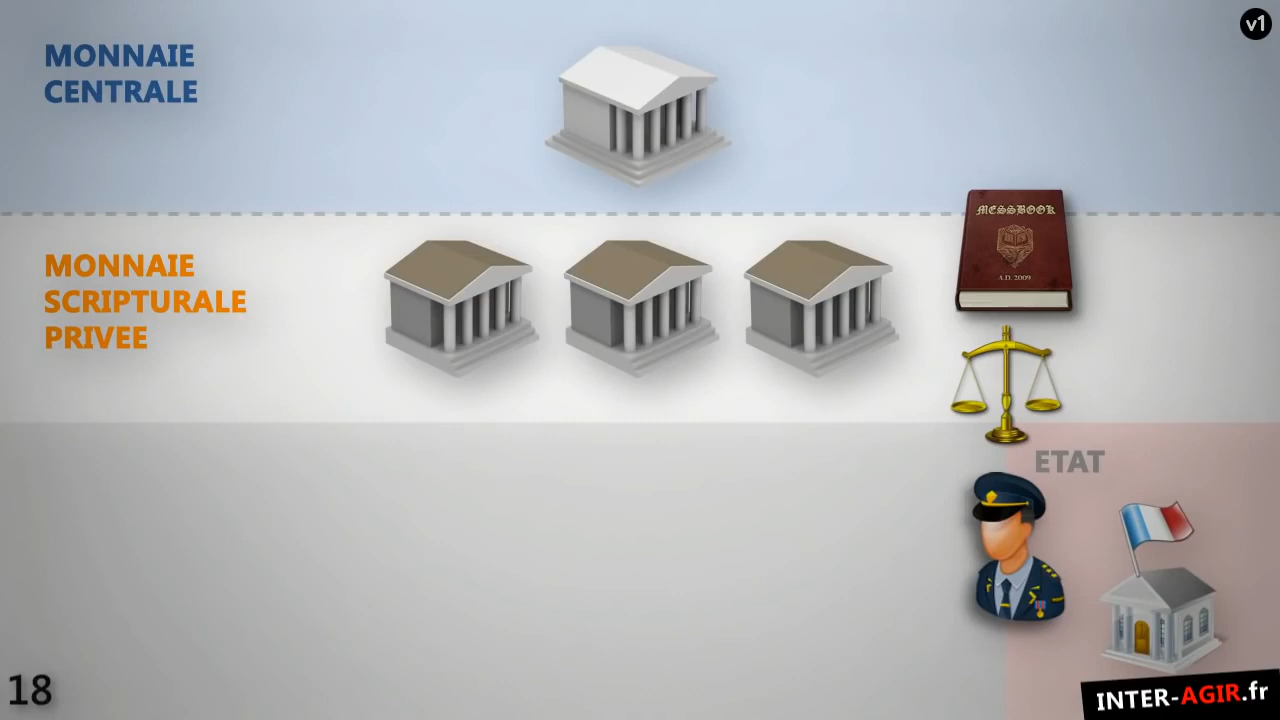 v1
MONNAIE
CENTRALE
MESSBOOK
A.D. 2009
MONNAIE
SCRIPTURALE
PRIVEE
ETAT
18
INTER-AGIR.fr